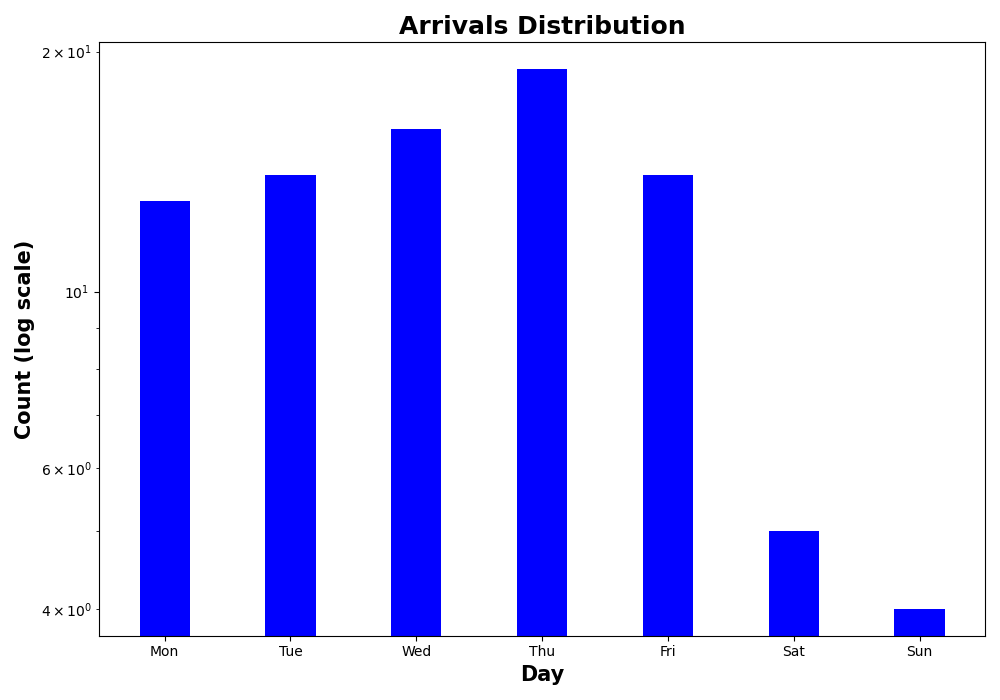 Arrivals Distribution
Count (log scale)
2 × 10¹
10¹
6 × 10⁰
4 × 10⁰
Mon Tue Wed Thu Fri Sat Sun
Day